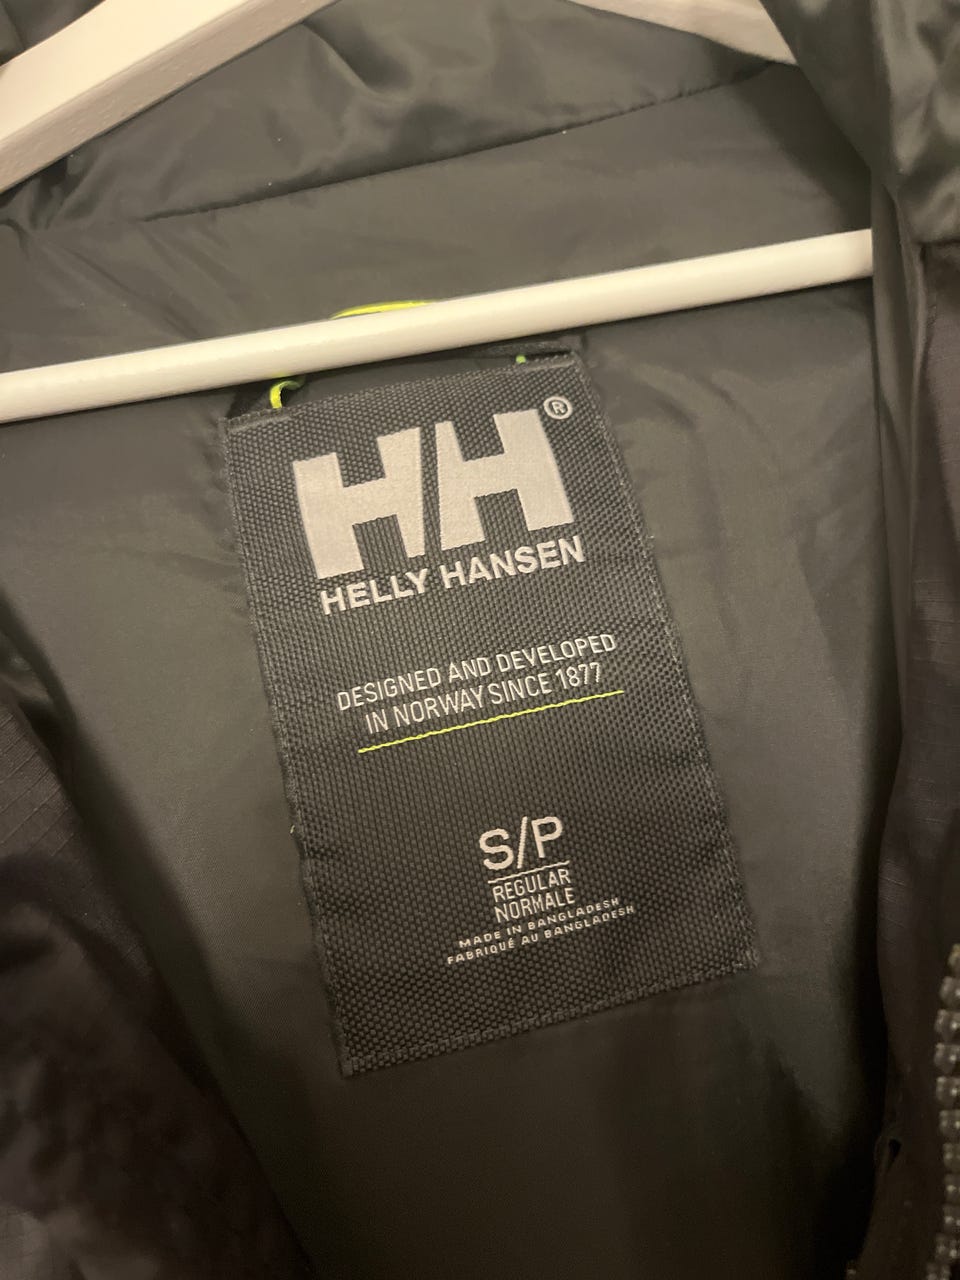 HH®
HELLY HANSEN
DESIGNED AND DEVELOPED
IN NORWAY SINCE 1877
S/P
REGULAR
NORMALE
MADE IN BANGLADESH
FABRIQUÉ AU BANGLADESH